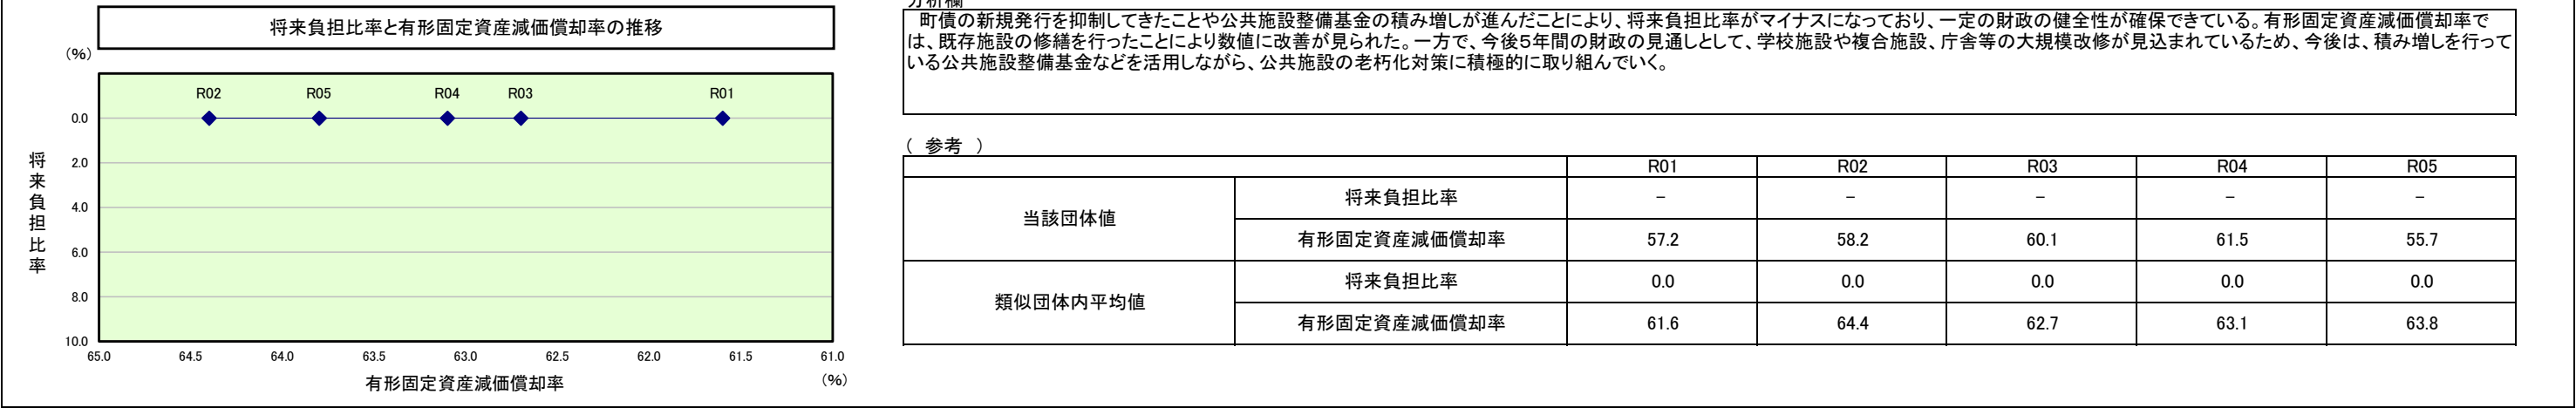 将来負担比率と有形固定資産減価償却率の推移
(%)
R02 R05 R04 R03 R01
0.0
2.0
4.0
6.0
8.0
10.0
将来負担比率
65.0 64.5 64.0 63.5 63.0 62.5 62.0 61.5 61.0
有形固定資産減価償却率
(%)
分析欄
町債の新規発行を抑制してきたことや公共施設整備基金の積み増しが進んだことにより、将来負担比率がマイナスになっており、一定の財政の健全性が確保できている。有形固定資産減価償却率で
は、既存施設の修繕を行ったことにより数値に改善が見られた。一方で、今後5年間の財政の見通しとして、学校施設や複合施設、庁舎等の大規模改修が見込まれているため、今後は、積み増しを行って
いる公共施設整備基金などを活用しながら、公共施設の老朽化対策に積極的に取り組んでいく。
( 参考 )
R01 R02 R03 R04 R05
当該団体値
将来負担比率 － － － － －
有形固定資産減価償却率 57.2 58.2 60.1 61.5 55.7
類似団体内平均値
将来負担比率 0.0 0.0 0.0 0.0 0.0
有形固定資産減価償却率 61.6 64.4 62.7 63.1 63.8